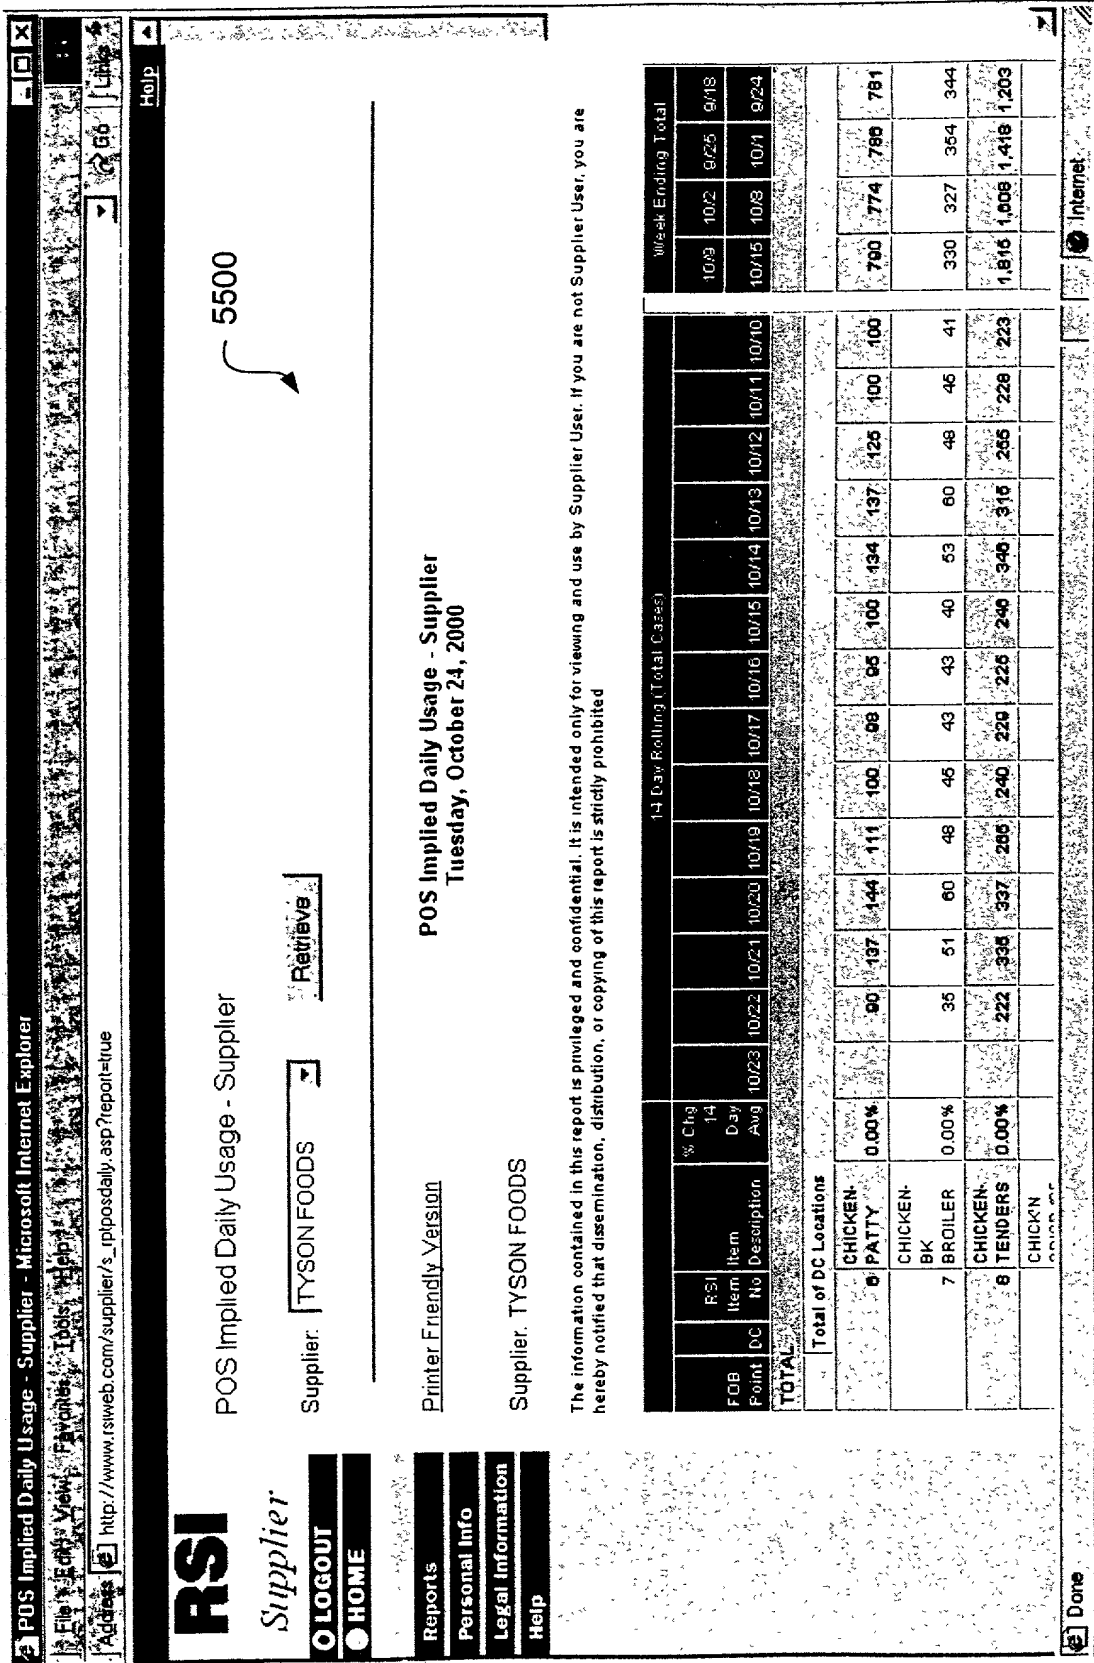 POS Implied Daily Usage - Supplier - Microsoft Internet Explorer
File Edit View Favorites Tools Help
Address http://www.rsiweb.com/supplier/s_rptposdaily.asp?report=true Go Links
Help
RSI
Supplier
LOGOUT
HOME
Reports
Personal Info
Legal Information
Help
POS Implied Daily Usage - Supplier
Supplier: TYSON FOODS Retrieve
5500
Printer Friendly Version
POS Implied Daily Usage - Supplier
Tuesday, October 24, 2000
Supplier: TYSON FOODS
The information contained in this report is privileged and confidential. It is intended only for viewing and use by Supplier User. If you are not Supplier User, you are
hereby notified that dissemination, distribution, or copying of this report is strictly prohibited
14 Day Rolling (Total Cases) Week Ending Total
FOB Point DC RSI Item No Item Description % Chg 14 Day Avg 10/23 10/22 10/21 10/20 10/19 10/18 10/17 10/16 10/15 10/14 10/13 10/12 10/11 10/10 10/9 10/15 10/2 10/8 9/25 10/1 9/18 9/24
TOTAL
Total of DC Locations
6 CHICKEN-PATTY 0.00% 90 137 144 111 100 98 95 100 134 137 125 100 100 790 774 786 781
7 CHICKEN-BK BROILER 0.00% 35 51 60 48 45 43 43 40 53 60 48 45 41 330 327 354 344
8 CHICKEN-TENDERS 0.00% 222 335 337 265 240 229 225 246 346 315 255 228 223 1,815 1,608 1,418 1,203
CHICK'N
Done Internet